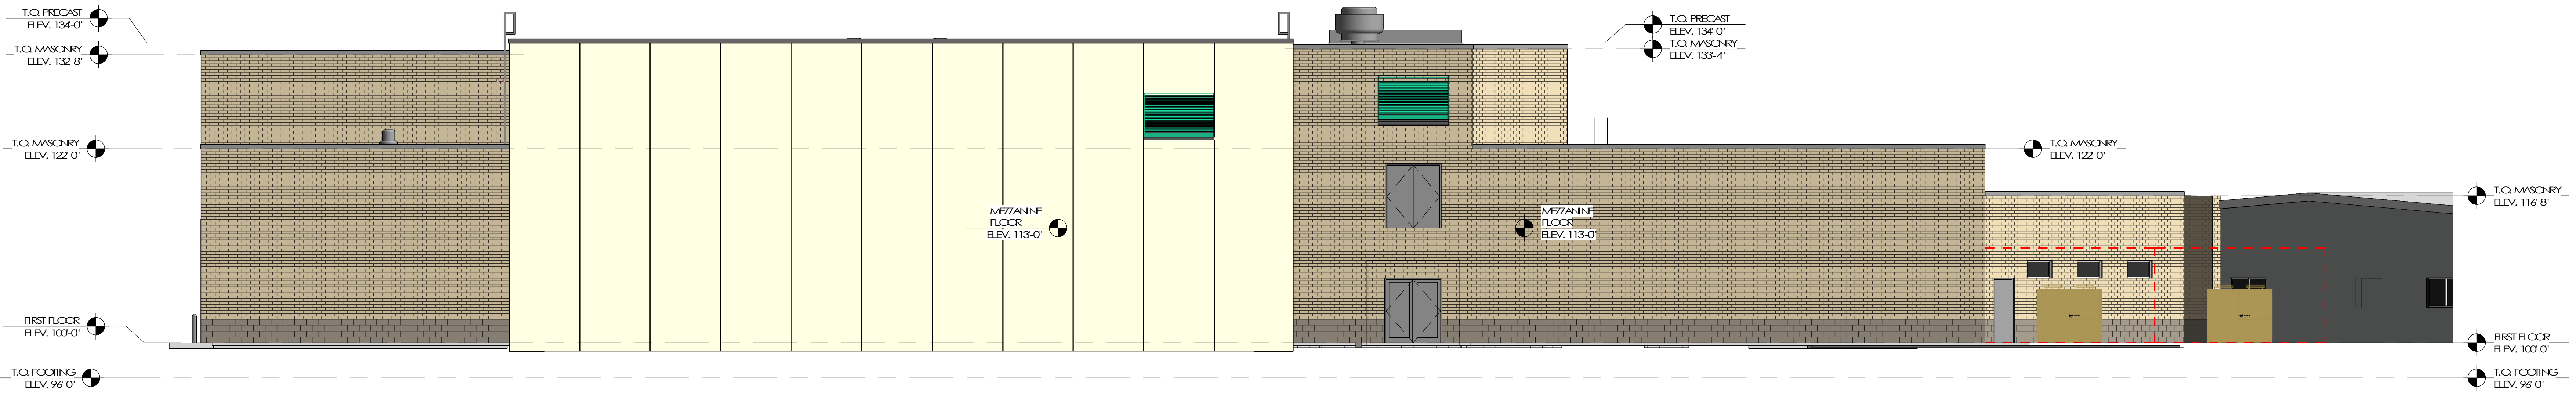 T.O. PRECAST
ELEV. 134'-0"
T.O. MASONRY
ELEV. 132'-8"
T.O. MASONRY
ELEV. 122'-0"
FIRST FLOOR
ELEV. 100'-0"
T.O. FOOTING
ELEV. 96'-0"
MEZZANINE
FLOOR
ELEV. 113'-0"
MEZZANINE
FLOOR
ELEV. 113'-0"
T.O. PRECAST
ELEV. 134'-0"
T.O. MASONRY
ELEV. 133'-4"
T.O. MASONRY
ELEV. 122'-0"
T.O. MASONRY
ELEV. 116'-8"
FIRST FLOOR
ELEV. 100'-0"
T.O. FOOTING
ELEV. 96'-0"